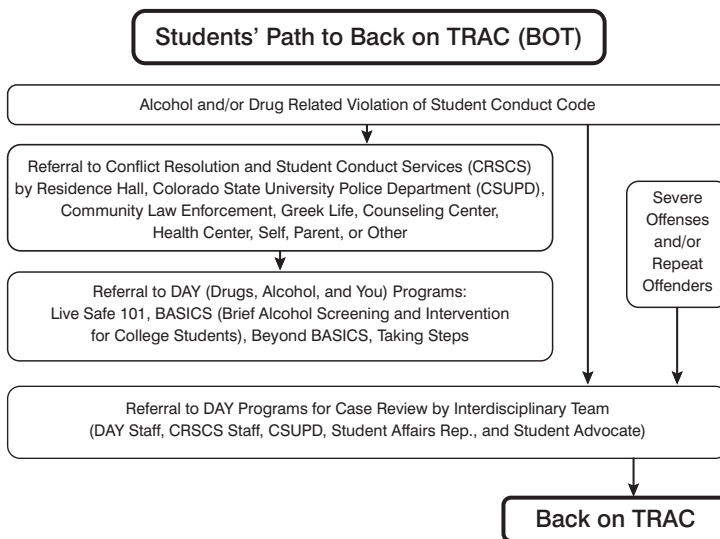 Students’ Path to Back on TRAC (BOT)
Alcohol and/or Drug Related Violation of Student Conduct Code
Referral to Conflict Resolution and Student Conduct Services (CRSCS)
by Residence Hall, Colorado State University Police Department (CSUPD),
Community Law Enforcement, Greek Life, Counseling Center,
Health Center, Self, Parent, or Other
Severe
Offenses
and/or
Repeat
Offenders
Referral to DAY (Drugs, Alcohol, and You) Programs:
Live Safe 101, BASICS (Brief Alcohol Screening and Intervention
for College Students), Beyond BASICS, Taking Steps
Referral to DAY Programs for Case Review by Interdisciplinary Team
(DAY Staff, CRSCS Staff, CSUPD, Student Affairs Rep., and Student Advocate)
Back on TRAC